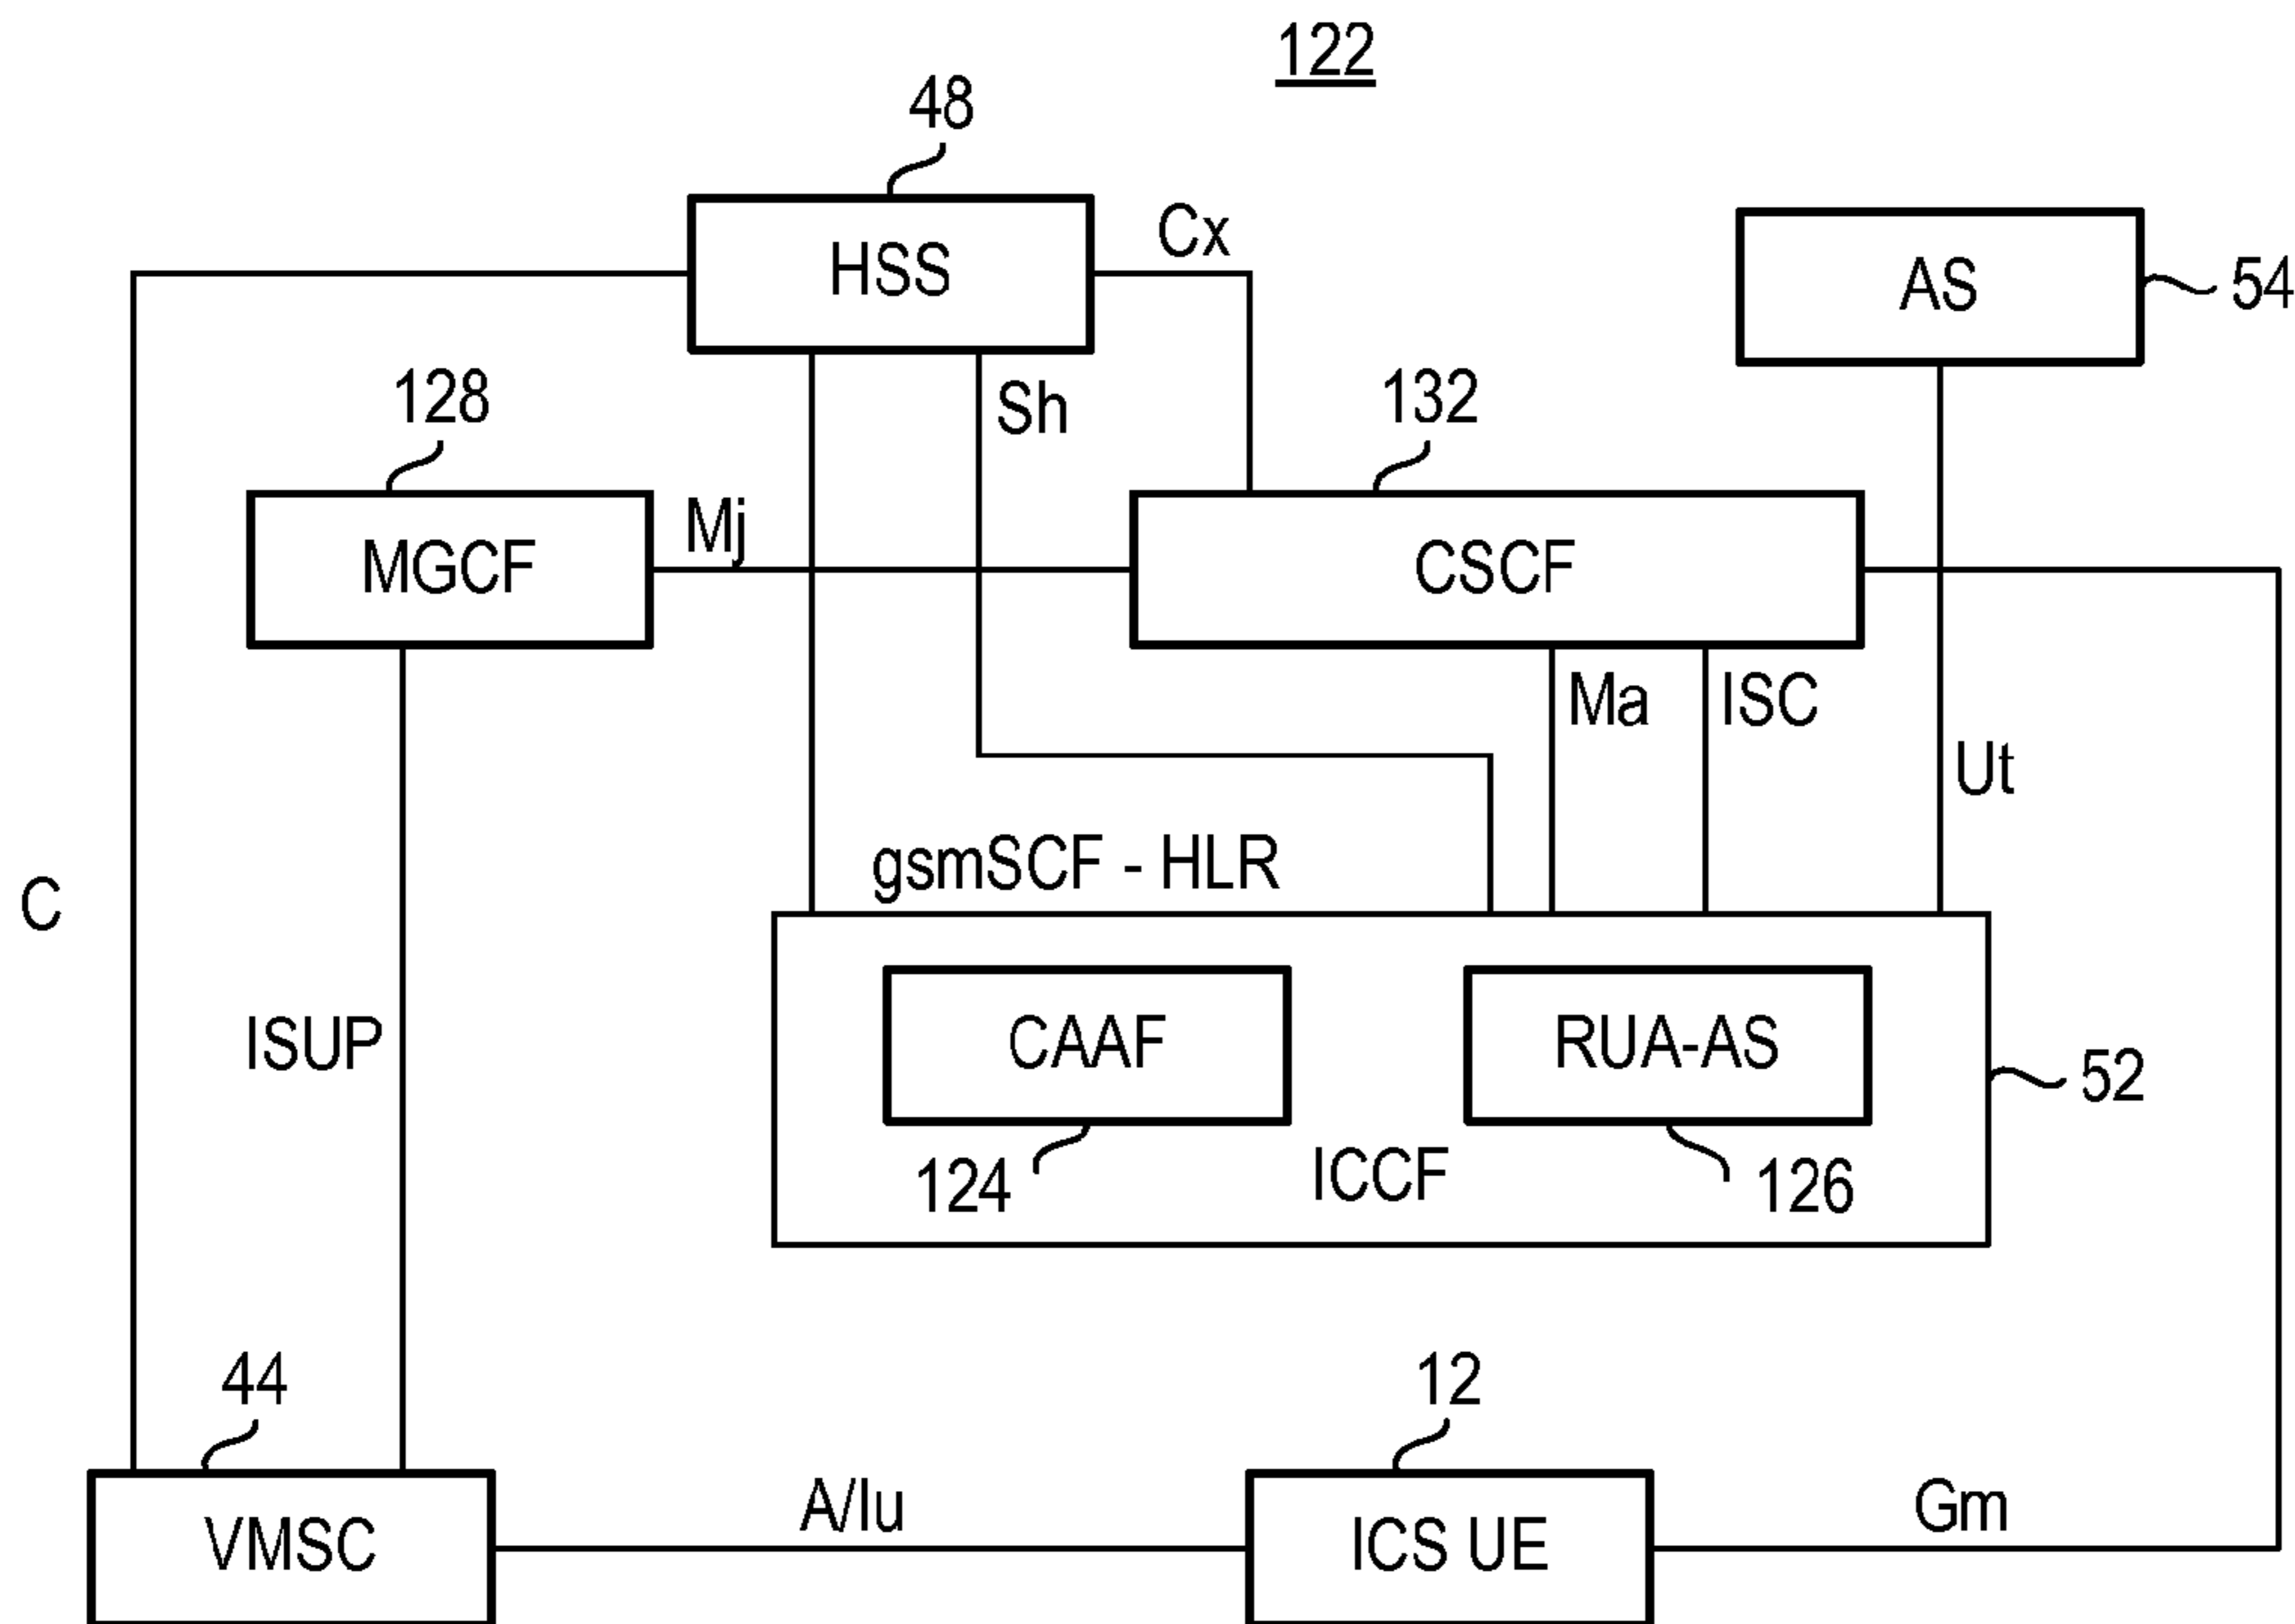 122
48
HSS
Cx
AS
54
128
Sh
132
MGCF
Mj
CSCF
Ma
ISC
Ut
gsmSCF - HLR
C
ISUP
CAAF
RUA-AS
52
124
ICCF
126
44
12
VMSC
A/Iu
ICS UE
Gm